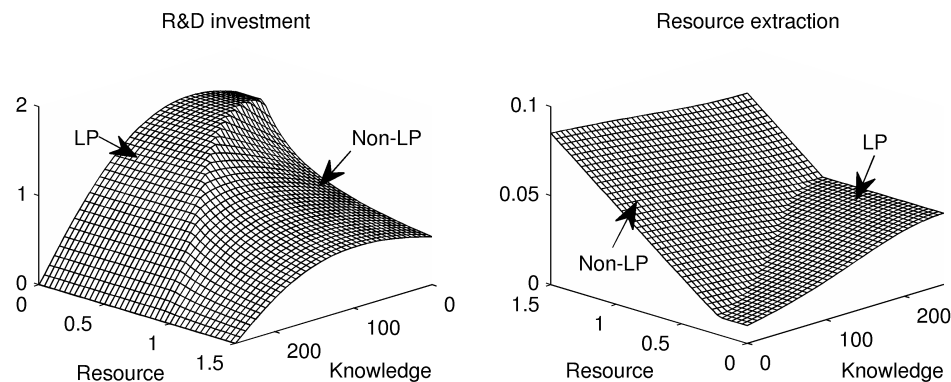 R&D investment
2
1
0
LP
Non-LP
0
0.5
1
1.5
Resource
200
100
0
Knowledge
Resource extraction
0.1
0.05
0
LP
Non-LP
1.5
1
0.5
0
Resource
0
100
200
Knowledge